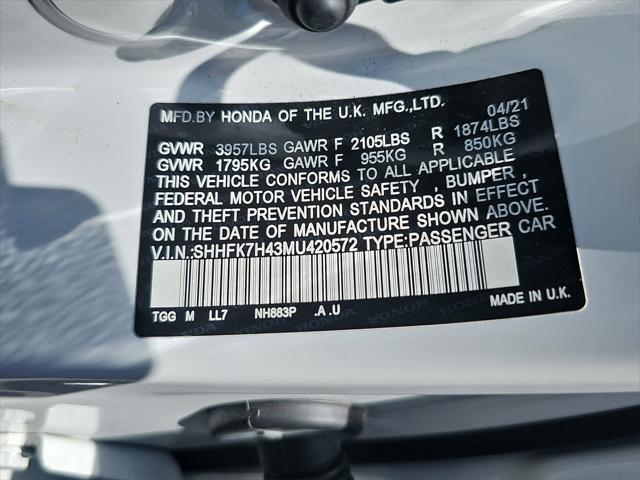 MFD.BY HONDA OF THE U.K. MFG.,LTD. 04/21
GVWR 3957LBS GAWR F 2105LBS R 1874LBS
GVWR 1795KG GAWR F 955KG R 850KG
THIS VEHICLE CONFORMS TO ALL APPLICABLE
FEDERAL MOTOR VEHICLE SAFETY , BUMPER ,
AND THEFT PREVENTION STANDARDS IN EFFECT
ON THE DATE OF MANUFACTURE SHOWN ABOVE.
V.I.N.:SHHFK7H43MU420572 TYPE:PASSENGER CAR
TGG M LL7 NH883P .A.U MADE IN U.K.